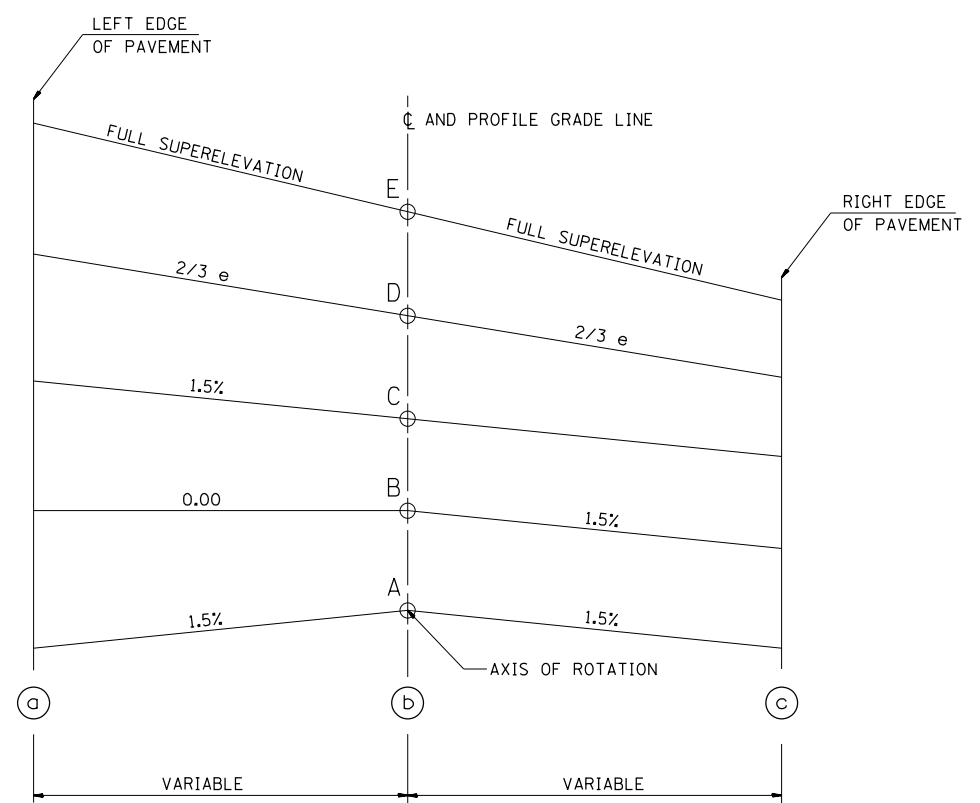 LEFT EDGE
OF PAVEMENT
℄ AND PROFILE GRADE LINE
FULL SUPERELEVATION
E
RIGHT EDGE
OF PAVEMENT
FULL SUPERELEVATION
2/3 e
D
2/3 e
1.5%
C
B
0.00
1.5%
A
1.5%
1.5%
AXIS OF ROTATION
a
b
c
VARIABLE
VARIABLE